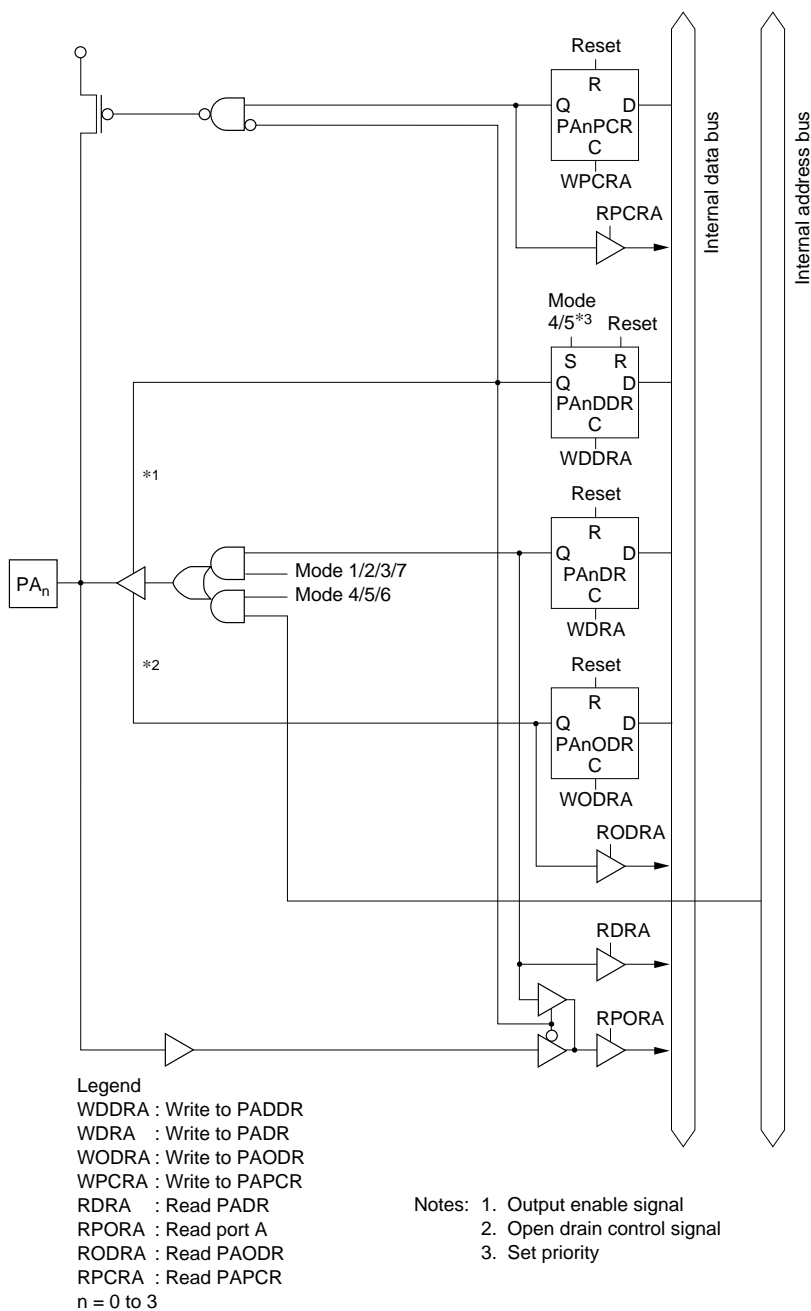 Reset
R
Q D
PAnPCR
C
WPCRA
RPCRA
Internal data bus
Internal address bus
Mode
4/5*3 Reset
S R
Q D
PAnDDR
C
WDDRA
*1
Reset
R
Q D
PAnDR
C
WDRA
Mode 1/2/3/7
Mode 4/5/6
PAn
*2
Reset
R
Q D
PAnODR
C
WODRA
RODRA
RDRA
RPORA
Legend
WDDRA : Write to PADDR
WDRA : Write to PADR
WODRA : Write to PAODR
WPCRA : Write to PAPCR
RDRA : Read PADR
RPORA : Read port A
RODRA : Read PAODR
RPCRA : Read PAPCR
n = 0 to 3
Notes: 1. Output enable signal
2. Open drain control signal
3. Set priority